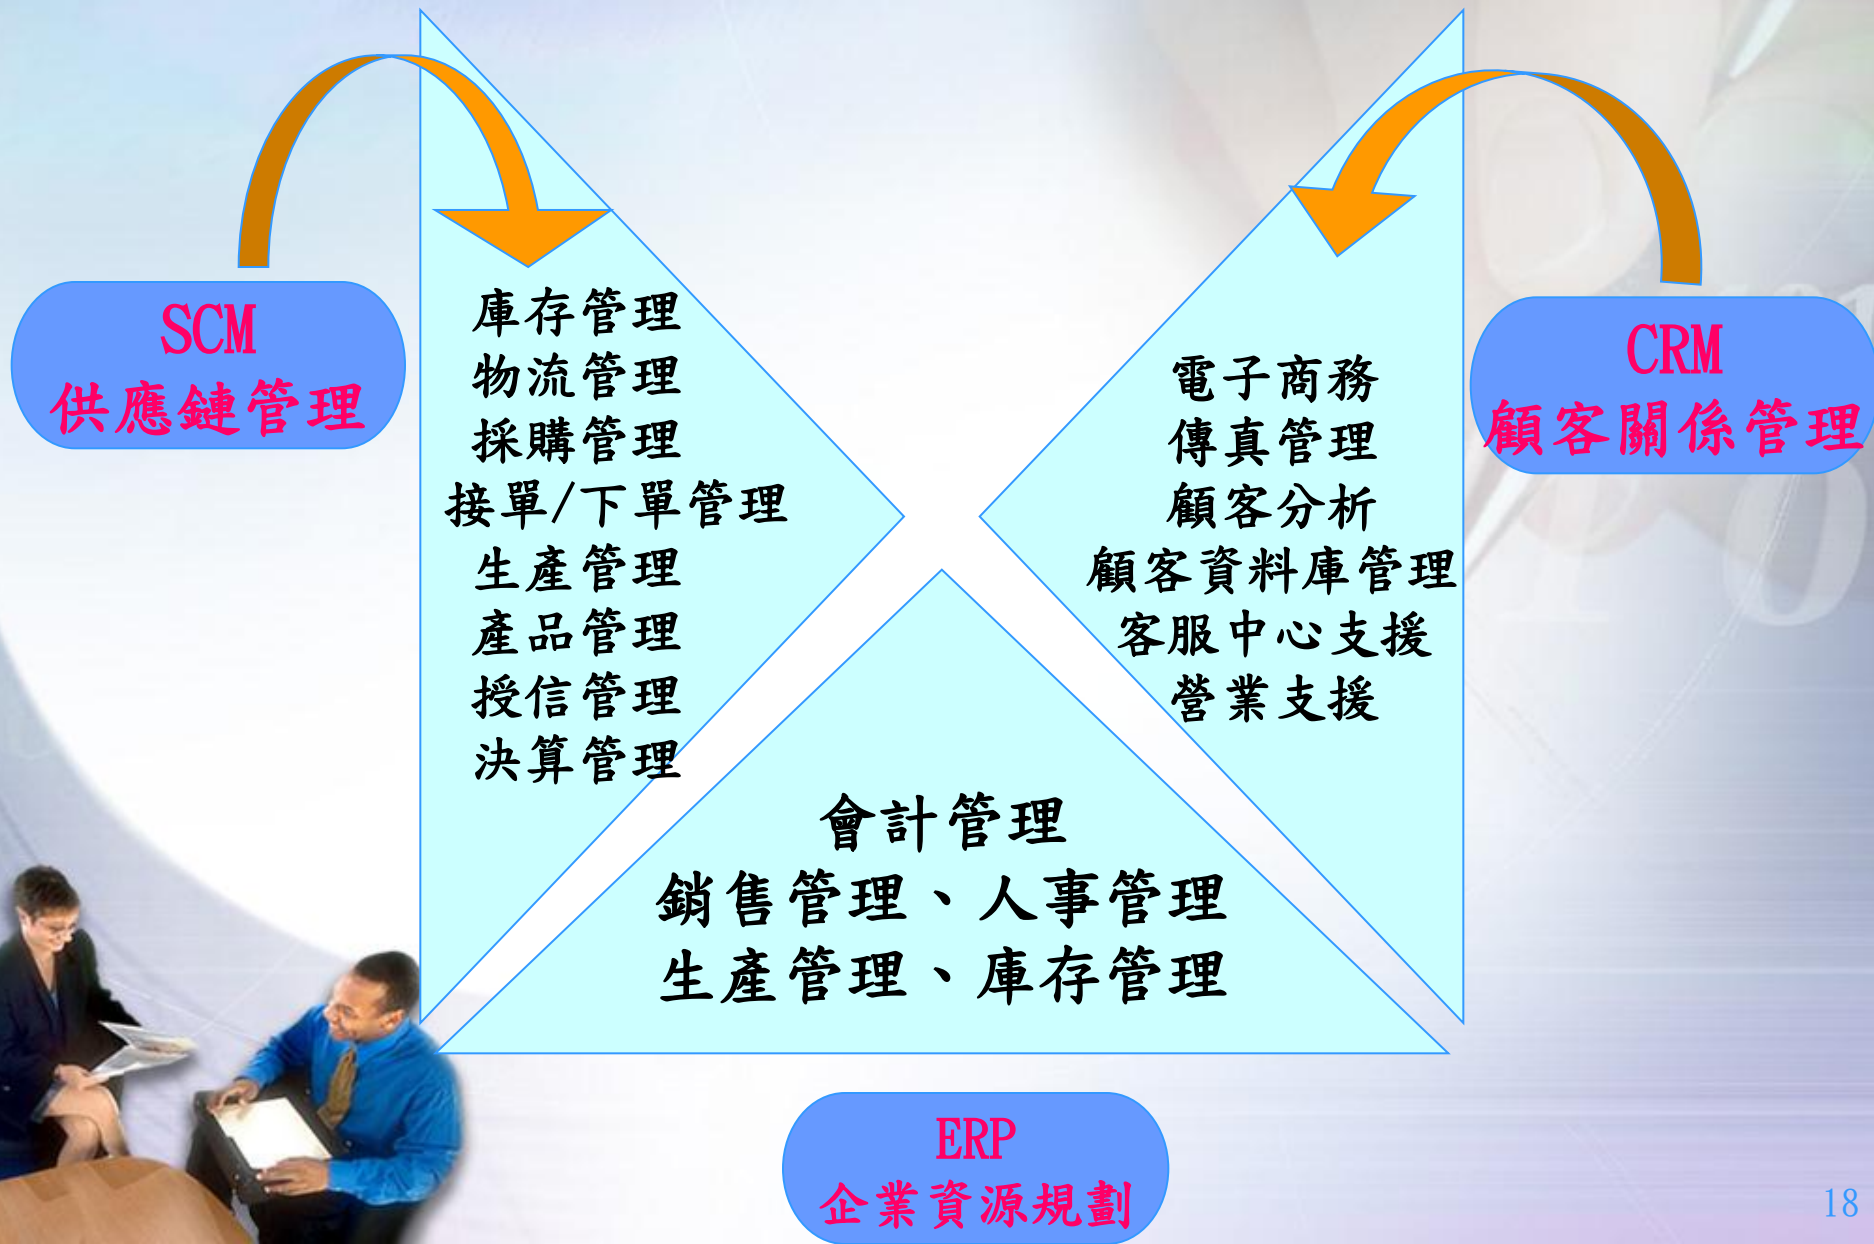 SCM
供應鏈管理
庫存管理
物流管理
採購管理
接單/下單管理
生產管理
產品管理
授信管理
決算管理
電子商務
傳真管理
顧客分析
顧客資料庫管理
客服中心支援
營業支援
CRM
顧客關係管理
會計管理
銷售管理、人事管理
生產管理、庫存管理
ERP
企業資源規劃
18